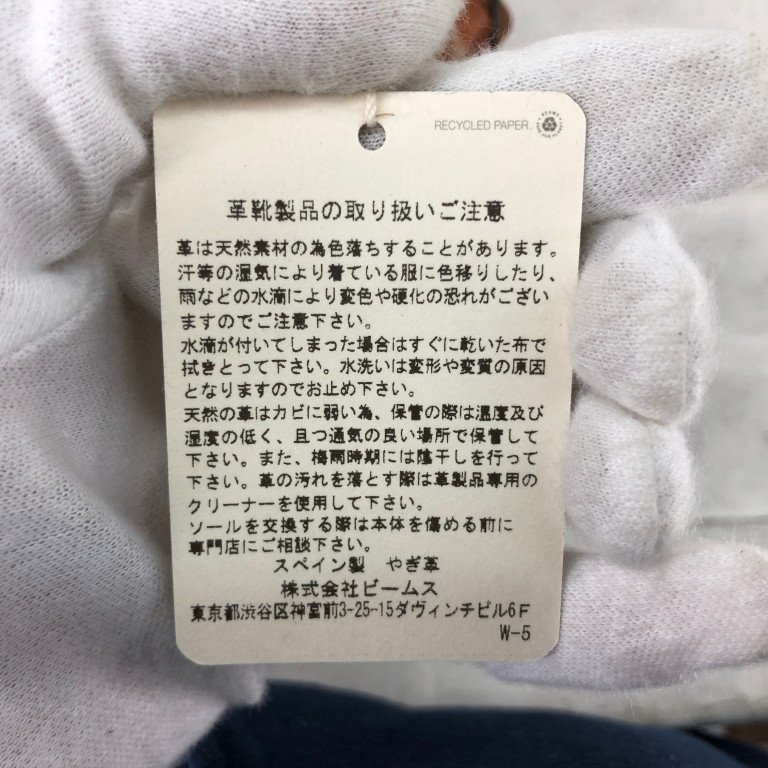 RECYCLED PAPER.
革靴製品の取り扱いご注意
革は天然素材の為色落ちすることがあります。
汗等の湿気により着ている服に色移りしたり、
雨などの水滴により変色や硬化の恐れがござい
ますのでご注意下さい。
水滴が付いてしまった場合はすぐに乾いた布で
拭きとって下さい。水洗いは変形や変質の原因
となりますのでお止め下さい。
天然の革はカビに弱い為、保管の際は温度及び
湿度の低く、且つ通気の良い場所で保管して
下さい。また、梅雨時期には陰干しを行って
下さい。革の汚れを落とす際は革製品専用の
クリーナーを使用して下さい。
ソールを交換する際は本体を傷める前に
専門店にご相談下さい。
スペイン製 やぎ革
株式会社ビームス
東京都渋谷区神宮前3-25-15ダヴィンチビル6F
W-5